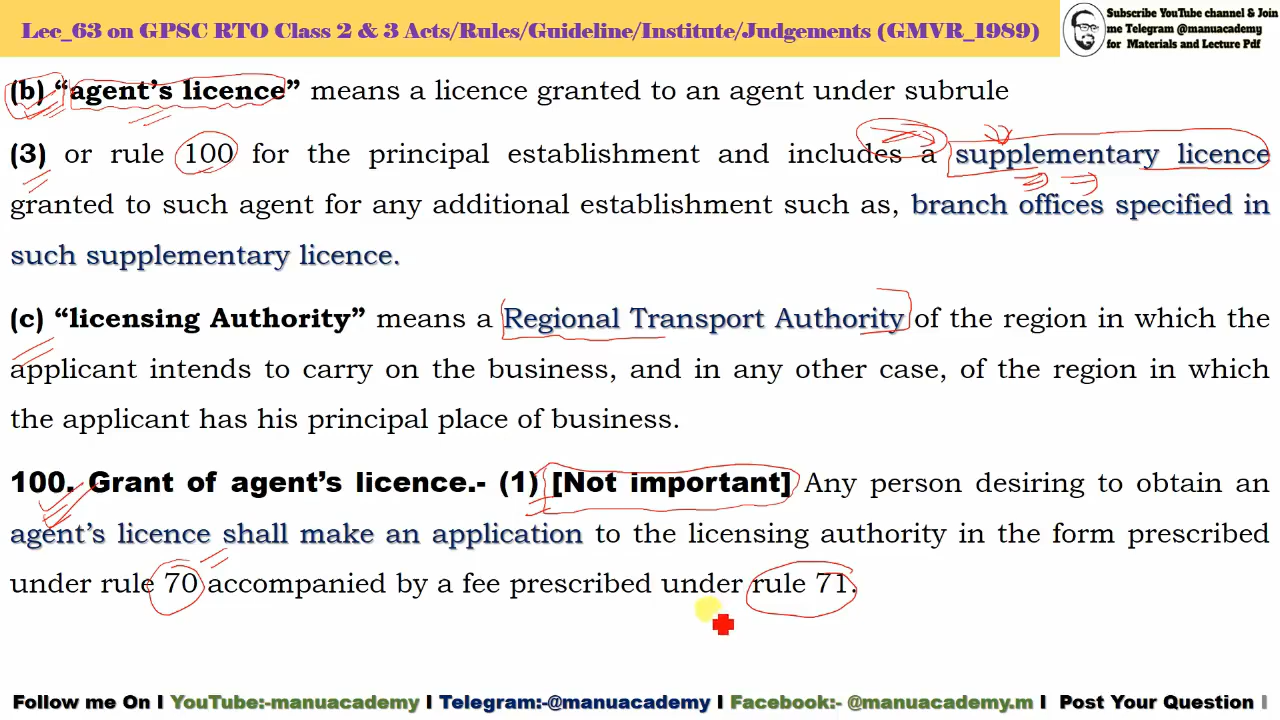 Lec_63 on GPSC RTO Class 2 & 3 Acts/Rules/Guideline/Institute/Judgements (GMVR_1989)
Subscribe YouTube channel & Join
me Telegram @manuacademy
for Materials and Lecture Pdf
(b) “agent’s licence” means a licence granted to an agent under subrule
(3) or rule 100 for the principal establishment and includes a supplementary licence
granted to such agent for any additional establishment such as, branch offices specified in
such supplementary licence.
(c) “licensing Authority” means a Regional Transport Authority of the region in which the
applicant intends to carry on the business, and in any other case, of the region in which
the applicant has his principal place of business.
100. Grant of agent’s licence.- (1) [Not important] Any person desiring to obtain an
agent’s licence shall make an application to the licensing authority in the form prescribed
under rule 70 accompanied by a fee prescribed under rule 71.
Follow me On I YouTube:-manuacademy I Telegram:-@manuacademy I Facebook:- @manuacademy.m I Post Your Question I